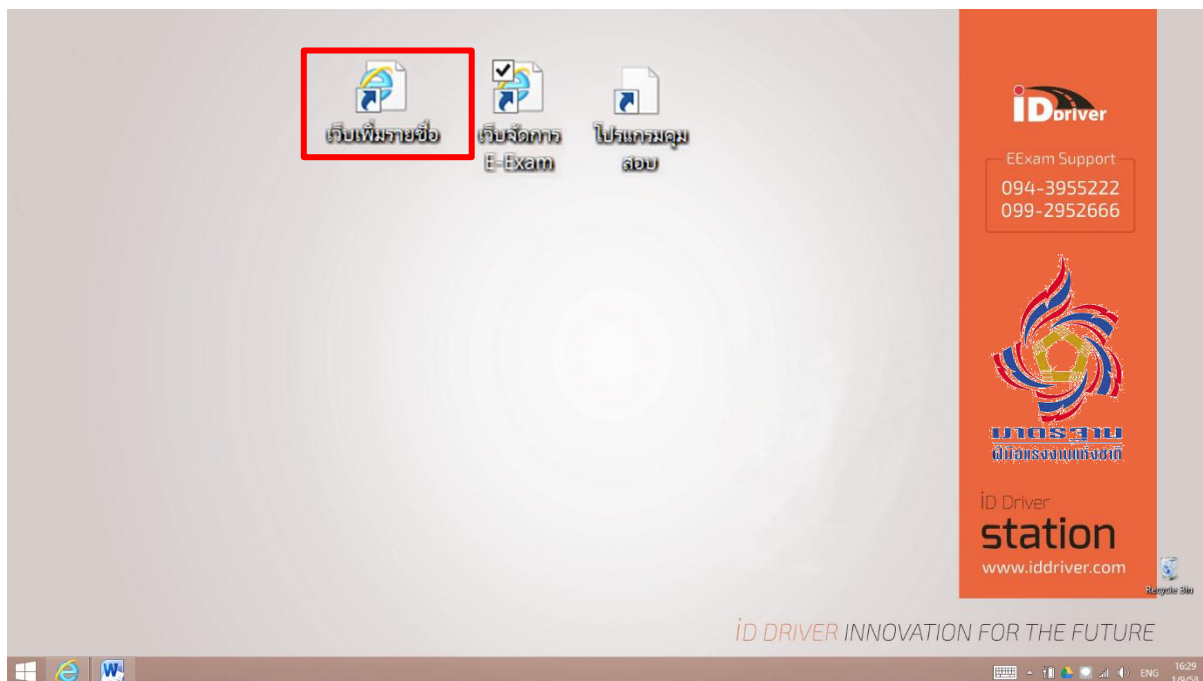 เว็บเพิ่มรายชื่อ
เว็บจัดการ
E-Exam
โปรแกรมคุม
สอบ
iDDriver
EExam Support
094-3955222
099-2952666
มาตรฐาน
ฝีมือแรงงานแห่งชาติ
iD Driver
station
www.iddriver.com
Recycle Bin
iD DRIVER INNOVATION FOR THE FUTURE
ENG
16:29
1/9/58